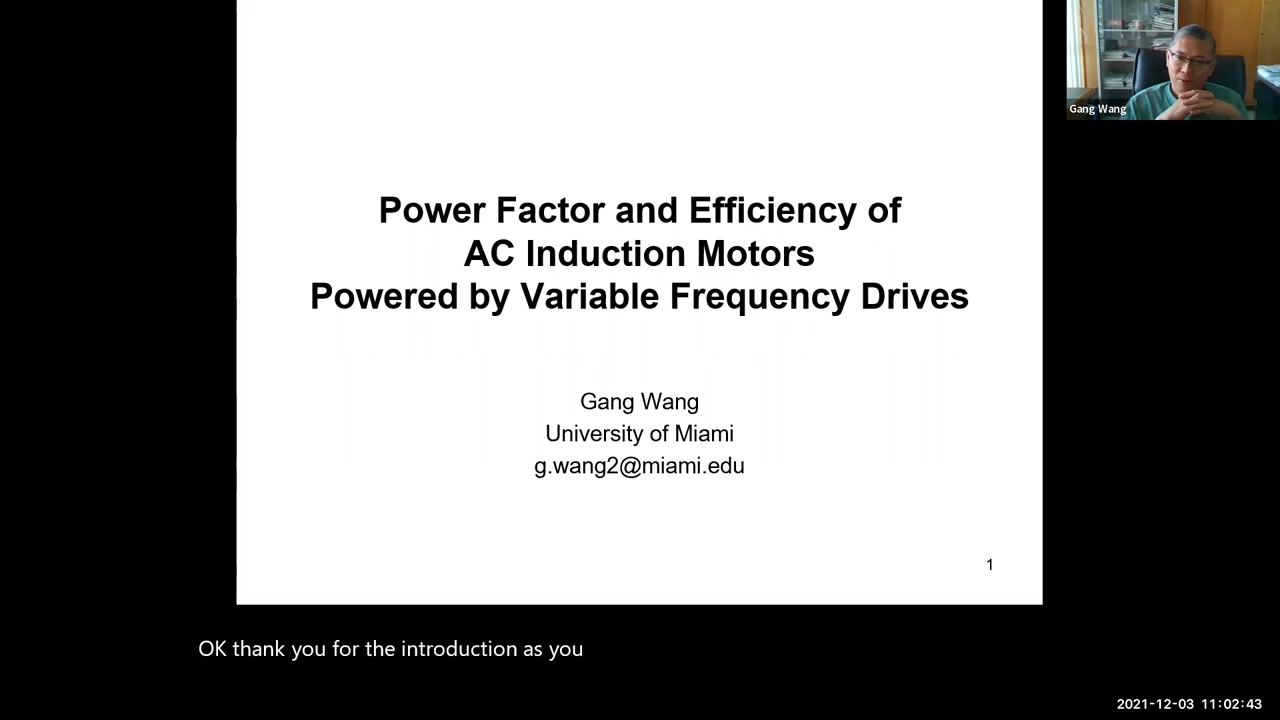 Gang Wang
Power Factor and Efficiency of
AC Induction Motors
Powered by Variable Frequency Drives
Gang Wang
University of Miami
g.wang2@miami.edu
1
OK thank you for the introduction as you
2021-12-03 11:02:43